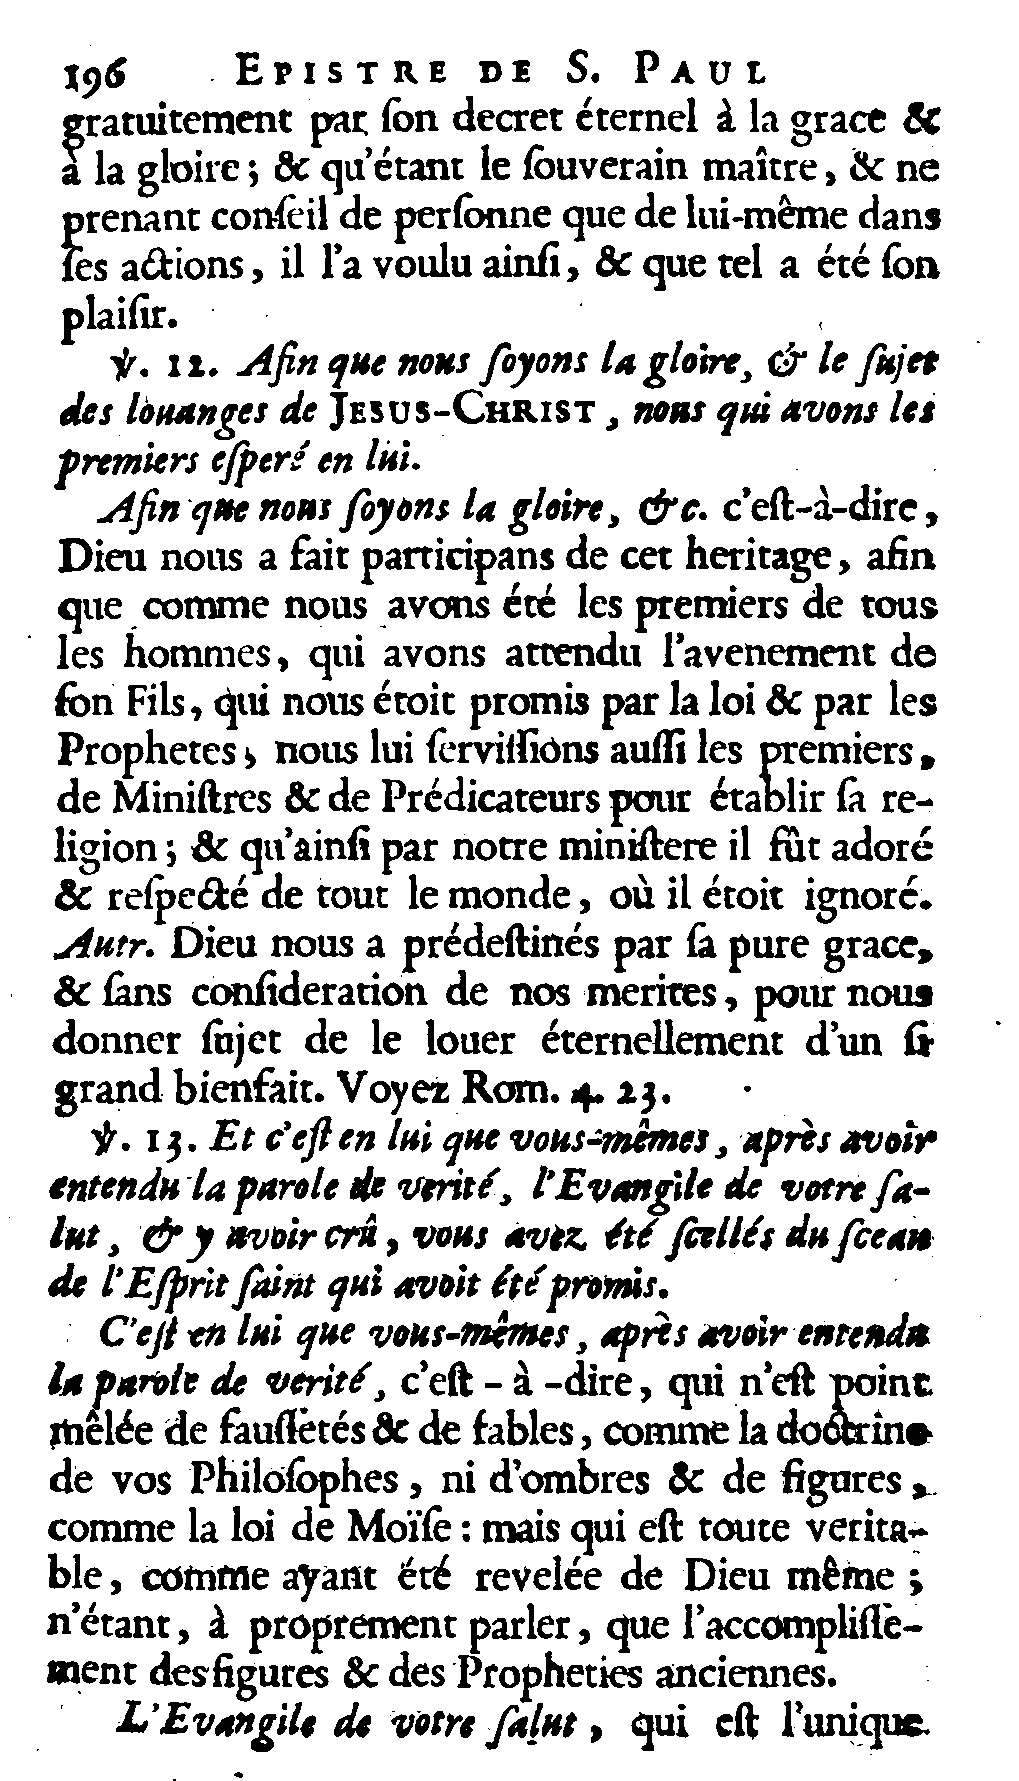 196 EPISTRE DE S. PAUL
gratuitement par ſon decret éternel à la grace &
à la gloire ; & qu'étant le ſouverain maître, & ne
prenant conſeil de perſonne que de lui-même dans
ſes actions, il l'a voulu ainſi, & que tel a été ſon
plaiſir.
℣. 12. Afin que nous ſoyons la gloire, & le ſujet
des loüanges de JESUS-CHRIST, nous qui avons les
premiers eſperé en lui.
Afin que nous ſoyons la gloire, &c. c'eſt-à-dire,
Dieu nous a fait participans de cet heritage, afin
que comme nous avons été les premiers de tous
les hommes, qui avons attendu l'avenement de
ſon Fils, qui nous étoit promis par la loi & par les
Prophetes, nous lui ſerviſſions auſſi les premiers,
de Miniſtres & de Prédicateurs pour établir ſa re-
ligion ; & qu'ainſi par notre miniſtere il fût adoré
& reſpecté de tout le monde, où il étoit ignoré.
Autr. Dieu nous a prédeſtinés par ſa pure grace,
& ſans conſideration de nos merites, pour nous
donner ſujet de le louer éternellement d'un ſi
grand bienfait. Voyez Rom. 4. 23.
℣. 13. Et c'eſt en lui que vous-mêmes, après avoir
entendu la parole de verité, l'Evangile de votre ſa-
lut, & y avoir crû, vous avez été ſcellés du ſceau
de l'Eſprit ſaint qui avoit été promis.
C'eſt en lui que vous-mêmes, après avoir entendu
la parole de verité, c'eſt-à-dire, qui n'eſt point
mêlée de fauſſetés & de fables, comme la doctrine
de vos Philoſophes, ni d'ombres & de figures,
comme la loi de Moïſe : mais qui eſt toute verita-
ble, comme ayant été revelée de Dieu même ;
n'étant, à proprement parler, que l'accompliſſe-
ment des figures & des Propheties anciennes.
L'Evangile de votre ſalut, qui eſt l'unique